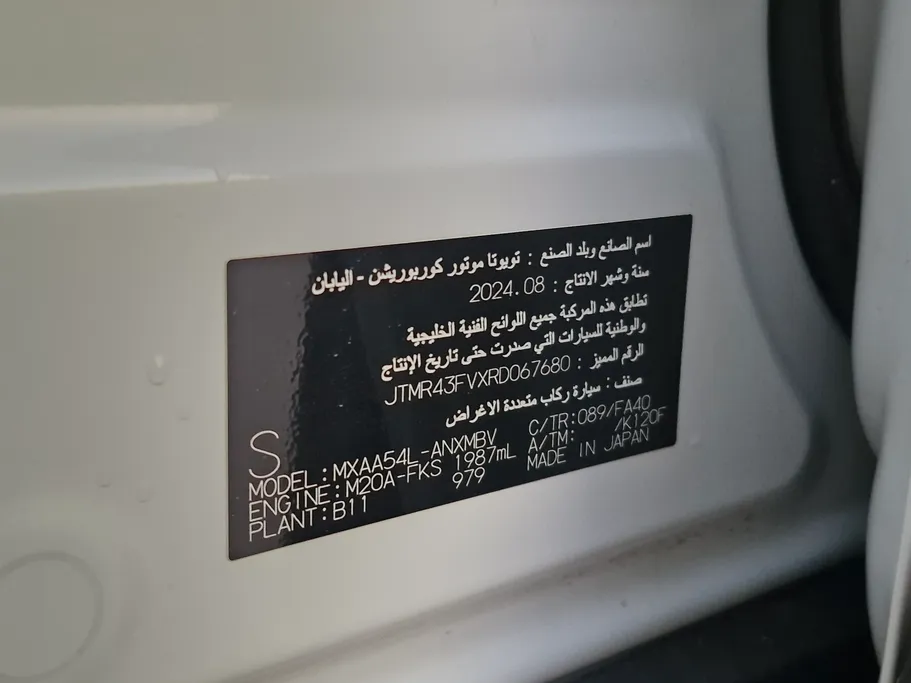 اسم الصانع وبلد الصنع : تويوتا موتور كوربوريشن - اليابان
سنة وشهر الانتاج : 2024.08
تطابق هذه المركبة جميع اللوائح الفنية الخليجية
والوطنية للسيارات التي صدرت حتى تاريخ الإنتاج
الرقم المميز : JTMR43FVXRD067680
صنف : سيارة ركاب متعددة الاغراض
S
MODEL:MXAA54L-ANXMBV C/TR:089/FA40
ENGINE:M20A-FKS 1987mL A/TM: /K120F
PLANT:B11 979 MADE IN JAPAN